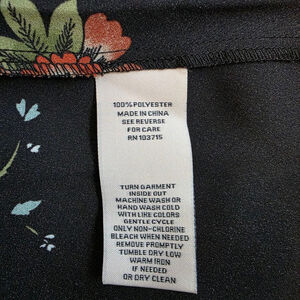 100% POLYESTER
MADE IN CHINA
SEE REVERSE
FOR CARE
RN 103715
TURN GARMENT
INSIDE OUT
MACHINE WASH OR
HAND WASH COLD
WITH LIKE COLORS
GENTLE CYCLE
ONLY NON-CHLORINE
BLEACH WHEN NEEDED
REMOVE PROMPTLY
TUMBLE DRY LOW
WARM IRON
IF NEEDED
OR DRY CLEAN